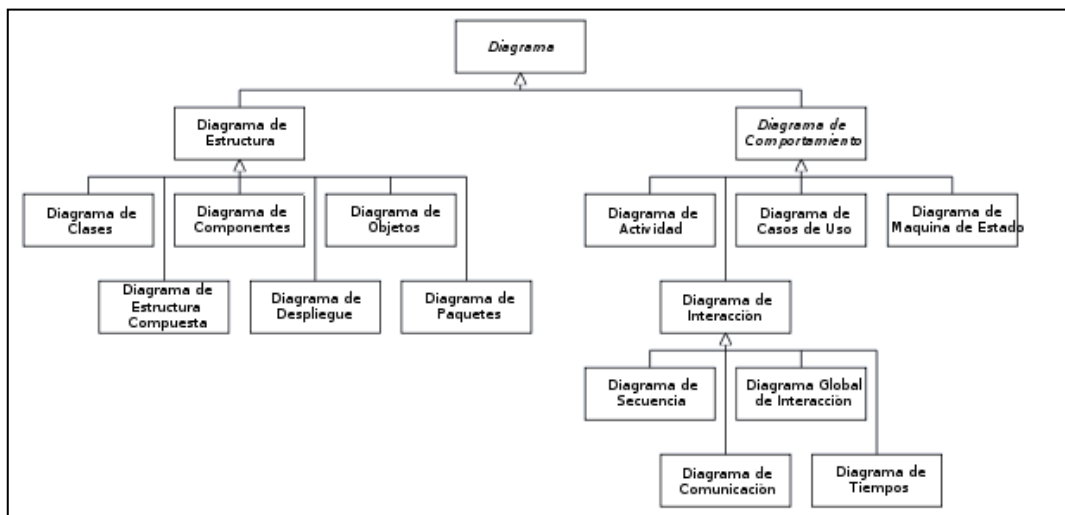 Diagrama
Diagrama de
Estructura
Diagrama de
Comportamiento
Diagrama de
Clases
Diagrama de
Componentes
Diagrama de
Objetos
Diagrama de
Actividad
Diagrama de
Casos de Uso
Diagrama de
Maquina de Estado
Diagrama de
Estructura
Compuesta
Diagrama de
Despliegue
Diagrama de
Paquetes
Diagrama de
Interacción
Diagrama de
Secuencia
Diagrama Global
de Interacción
Diagrama de
Comunicación
Diagrama de
Tiempos